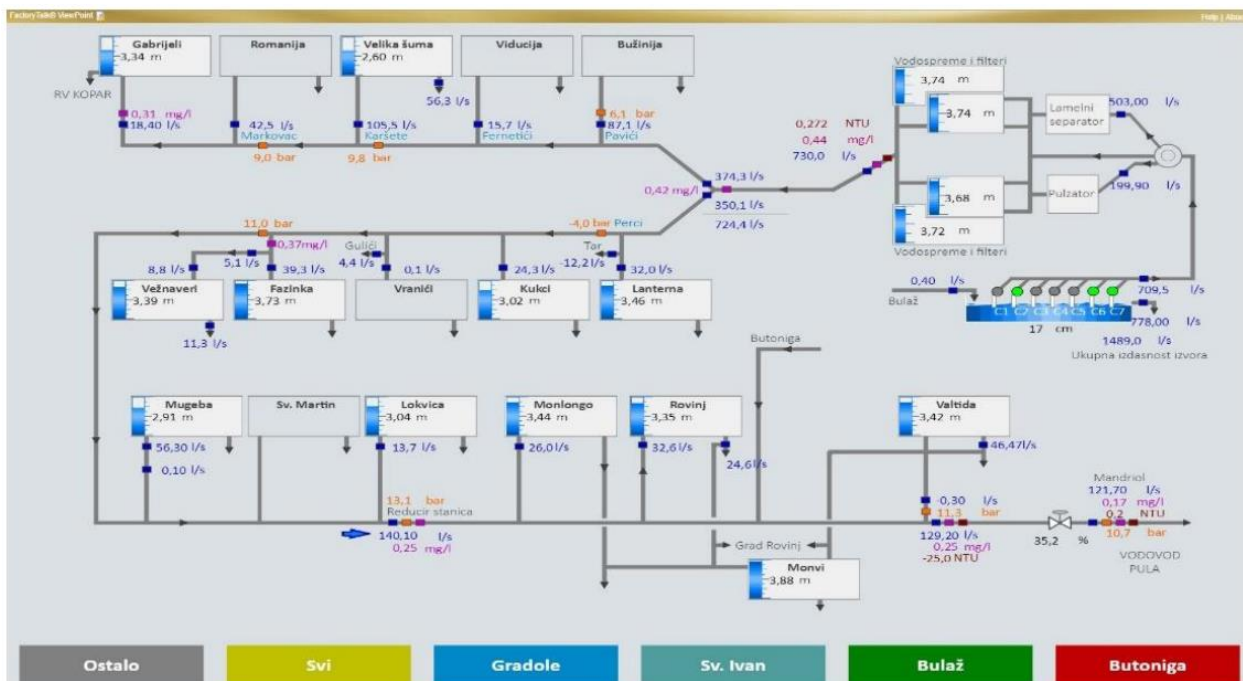 FactoryTalk® ViewPoint
Help | About
Gabrijeli
3,34 m
Romanija
Velika šuma
2,60 m
Viducija
Bužinija
RV KOPAR
56,3 l/s
0,31 mg/l
18,40 l/s
42,5 l/s
Markovac
9,0 bar
105,5 l/s
Karšete
9,8 bar
15,7 l/s
Fernetići
6,1 bar
87,1 l/s
Pavići
Vodospreme i filteri
3,74 m
3,74 m
3,68 m
3,72 m
Vodospreme i filteri
Lamelni
separator
503,00 l/s
Pulzator
199,90 l/s
0,272 NTU
0,44 mg/l
730,0 l/s
374,3 l/s
0,42 mg/l
350,1 l/s
724,4 l/s
0,40 l/s
Bulaž
C1 C2 C3 C4 C5 C6 C7
17 cm
709,5 l/s
778,00 l/s
1489,0 l/s
Ukupna izdasnost izvora
11,0 bar
-4,0 bar Perci
0,37mg/l
Gulići
4,4 l/s
Tar
-12,2 l/s
8,8 l/s
5,1 l/s
39,3 l/s
0,1 l/s
24,3 l/s
32,0 l/s
Vežnaveri
3,39 m
Fazinka
3,73 m
Vranići
Kukci
3,02 m
Lanterna
3,46 m
11,3 l/s
Butoniga
Mugeba
2,91 m
Sv. Martin
Lokvica
3,04 m
Monlongo
3,44 m
Rovinj
3,35 m
Valtida
3,42 m
56,30 l/s
0,10 l/s
13,7 l/s
26,0 l/s
32,6 l/s
24,6 l/s
46,47 l/s
13,1 bar
Reducir stanica
140,10 l/s
0,25 mg/l
-0,30 l/s
11,3 bar
129,20 l/s
0,25 mg/l
-25,0 NTU
35,2 %
Mandriol
121,70 l/s
0,17 mg/l
0,2 NTU
10,7 bar
VODOVOD
PULA
Grad Rovinj
Monvi
3,88 m
Ostalo
Svi
Gradole
Sv. Ivan
Bulaž
Butoniga